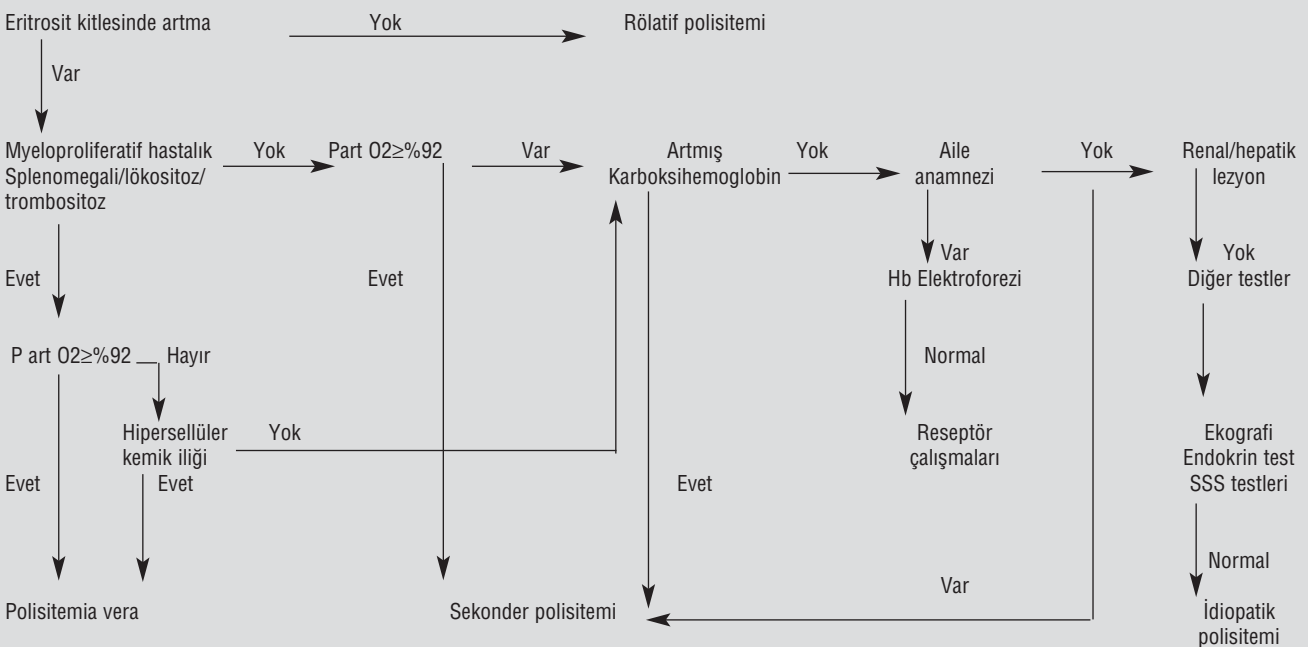 Eritrosit kitlesinde artma
Yok
Rölatif polisitemi
Var
Myeloproliferatif hastalık
Splenomegali/lökositoz/
trombositoz
Yok
Part O2≥%92
Var
Artmış
Karboksihemoglobin
Yok
Aile
anamnezi
Yok
Renal/hepatik
lezyon
Evet
Evet
Var
Hb Elektroforezi
Yok
Diğer testler
P art O2≥%92
Hayır
Normal
Hipersellüler
kemik iliği
Yok
Reseptör
çalışmaları
Ekografi
Endokrin test
SSS testleri
Evet
Evet
Evet
Normal
Var
Polisitemia vera
Sekonder polisitemi
İdiopatik
polisitemi